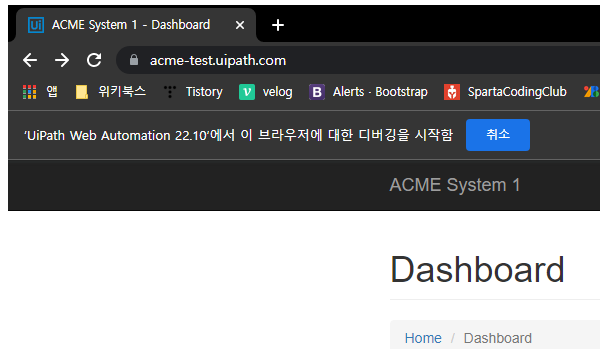 Ui ACME System 1 - Dashboard
acme-test.uipath.com
앱 위키북스 Tistory velog B Alerts · Bootstrap SpartaCodingClub
'UiPath Web Automation 22.10'에서 이 브라우저에 대한 디버깅을 시작함 취소
ACME System 1
Dashboard
Home / Dashboard